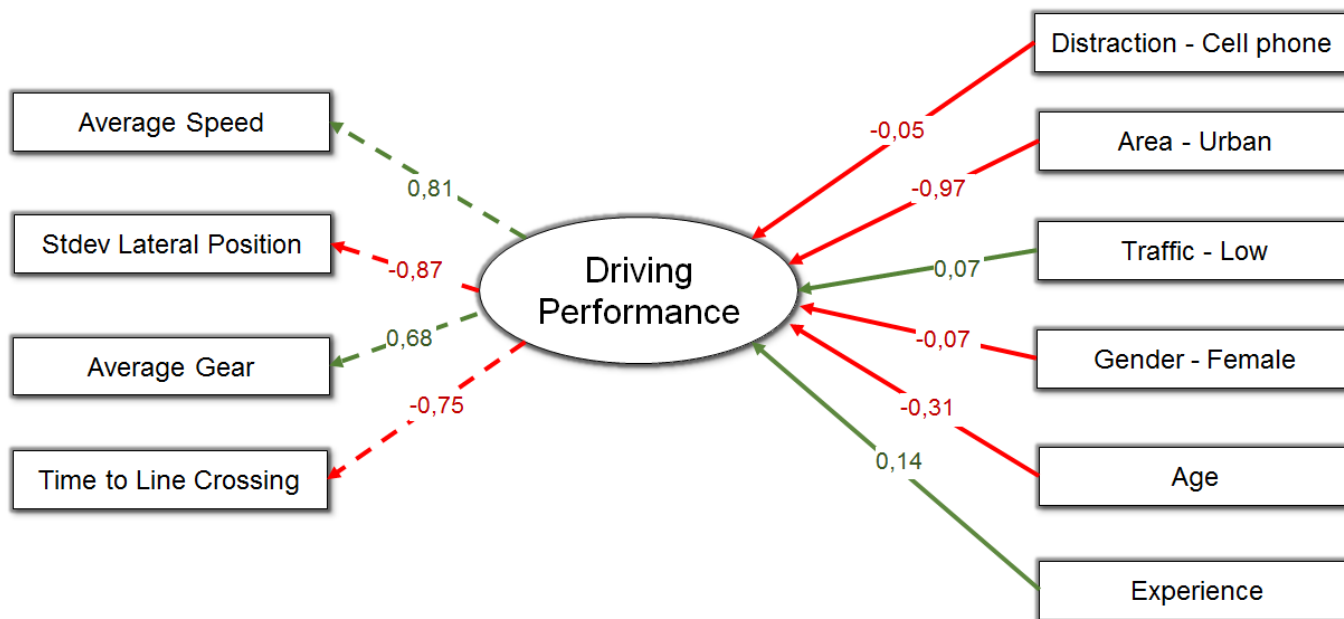 Distraction - Cell phone
Average Speed
-0,05
Area - Urban
0,81
-0,97
Stdev Lateral Position
-0,87
Driving
Performance
0,07
Traffic - Low
Average Gear
0,68
-0,07
Gender - Female
-0,75
-0,31
Time to Line Crossing
0,14
Age
Experience